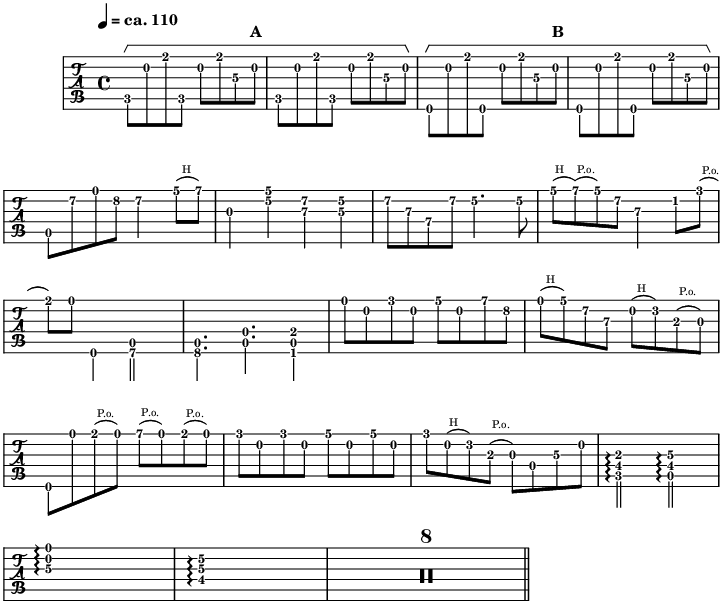 ♩ = ca. 110
A B
TAB 3 0 2 3 0 2 5 0 3 0 2 3 0 2 5 0 0 0 2 0 0 2 5 0 0 0 2 0 0 2 5 0
H H P.o. P.o.
TAB 0 7 0 8 7 5 7 0 5 5 7 7 5 5 7 7 7 7 5 5 5 7 5 7 7 1 3
H H P.o.
TAB 2 0 0 0 7 0 8 0 0 2 0 1 0 0 3 0 5 0 7 8 0 5 7 7 0 3 2 0
P.o. P.o. P.o. H P.o.
TAB 0 0 2 0 7 0 2 0 3 0 3 0 5 0 5 0 3 0 3 2 0 0 5 0 2 4 3 5 4 0
8
TAB 0 0 5 5 5 4